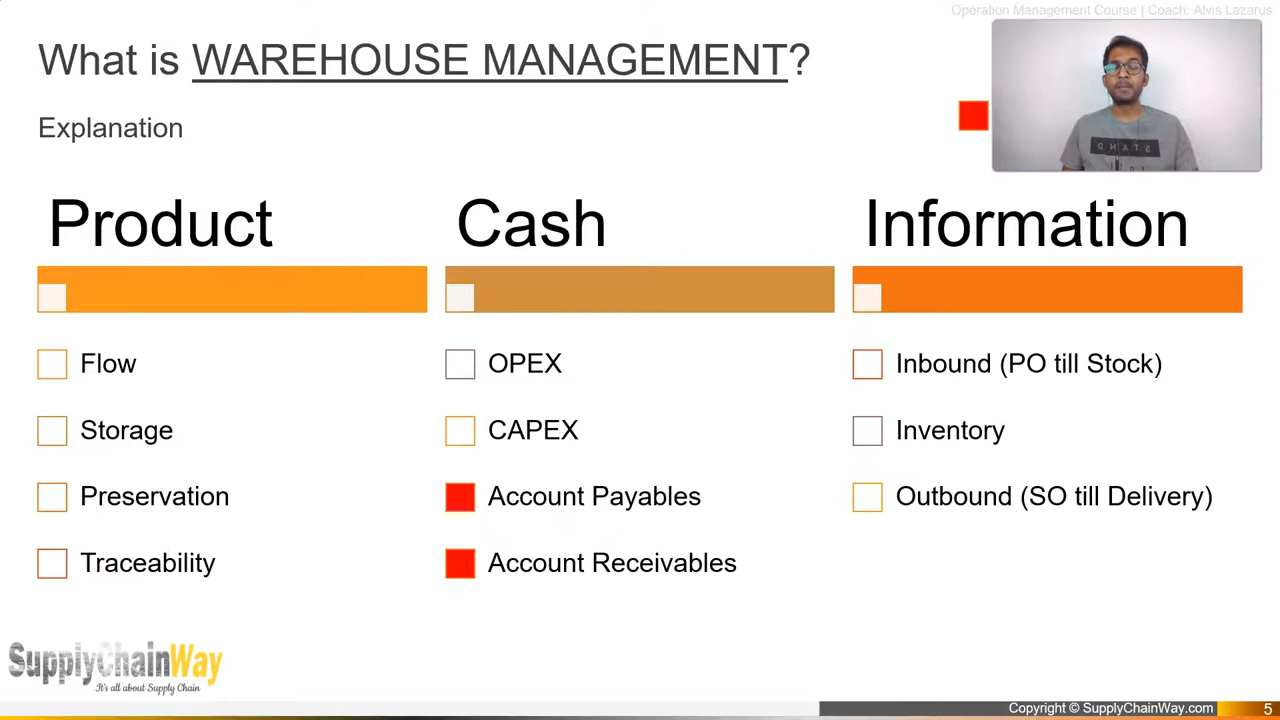 Operation Management Course | Coach: Alvis Lazarus
What is WAREHOUSE MANAGEMENT?
Explanation
STAND
Product
Flow
Storage
Preservation
Traceability
Cash
OPEX
CAPEX
Account Payables
Account Receivables
Information
Inbound (PO till Stock)
Inventory
Outbound (SO till Delivery)
SupplyChainWay
It's all about Supply Chain
Copyright © SupplyChainWay.com
5